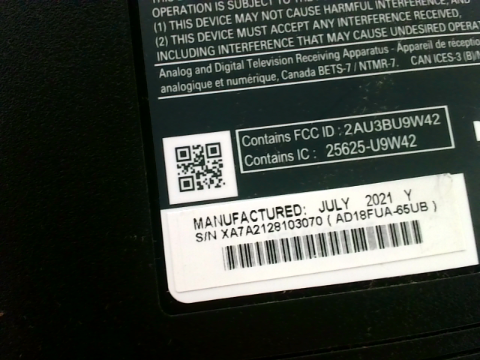 OPERATION IS SUBJECT TO THE
(1) THIS DEVICE MAY NOT CAUSE HARMFUL INTERFERENCE, AND
(2) THIS DEVICE MUST ACCEPT ANY INTERFERENCE RECEIVED,
INCLUDING INTERFERENCE THAT MAY CAUSE UNDESIRED
Analog and Digital Television Receiving Apparatus - Appareil de
analogique et numérique, Canada BETS-7 / NTMR-7. CAN ICES-3 (B)/
Contains FCC ID : 2AU3BU9W42
Contains IC : 25625-U9W42
MANUFACTURED: JULY 2021 Y
S/N XA7A2128103070 ( AD18FUA-65UB )